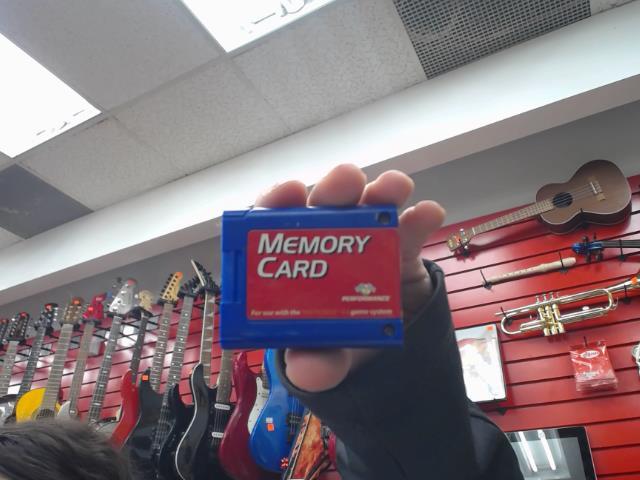 MEMORY
CARD
PERFORMANCE
For use with the game system